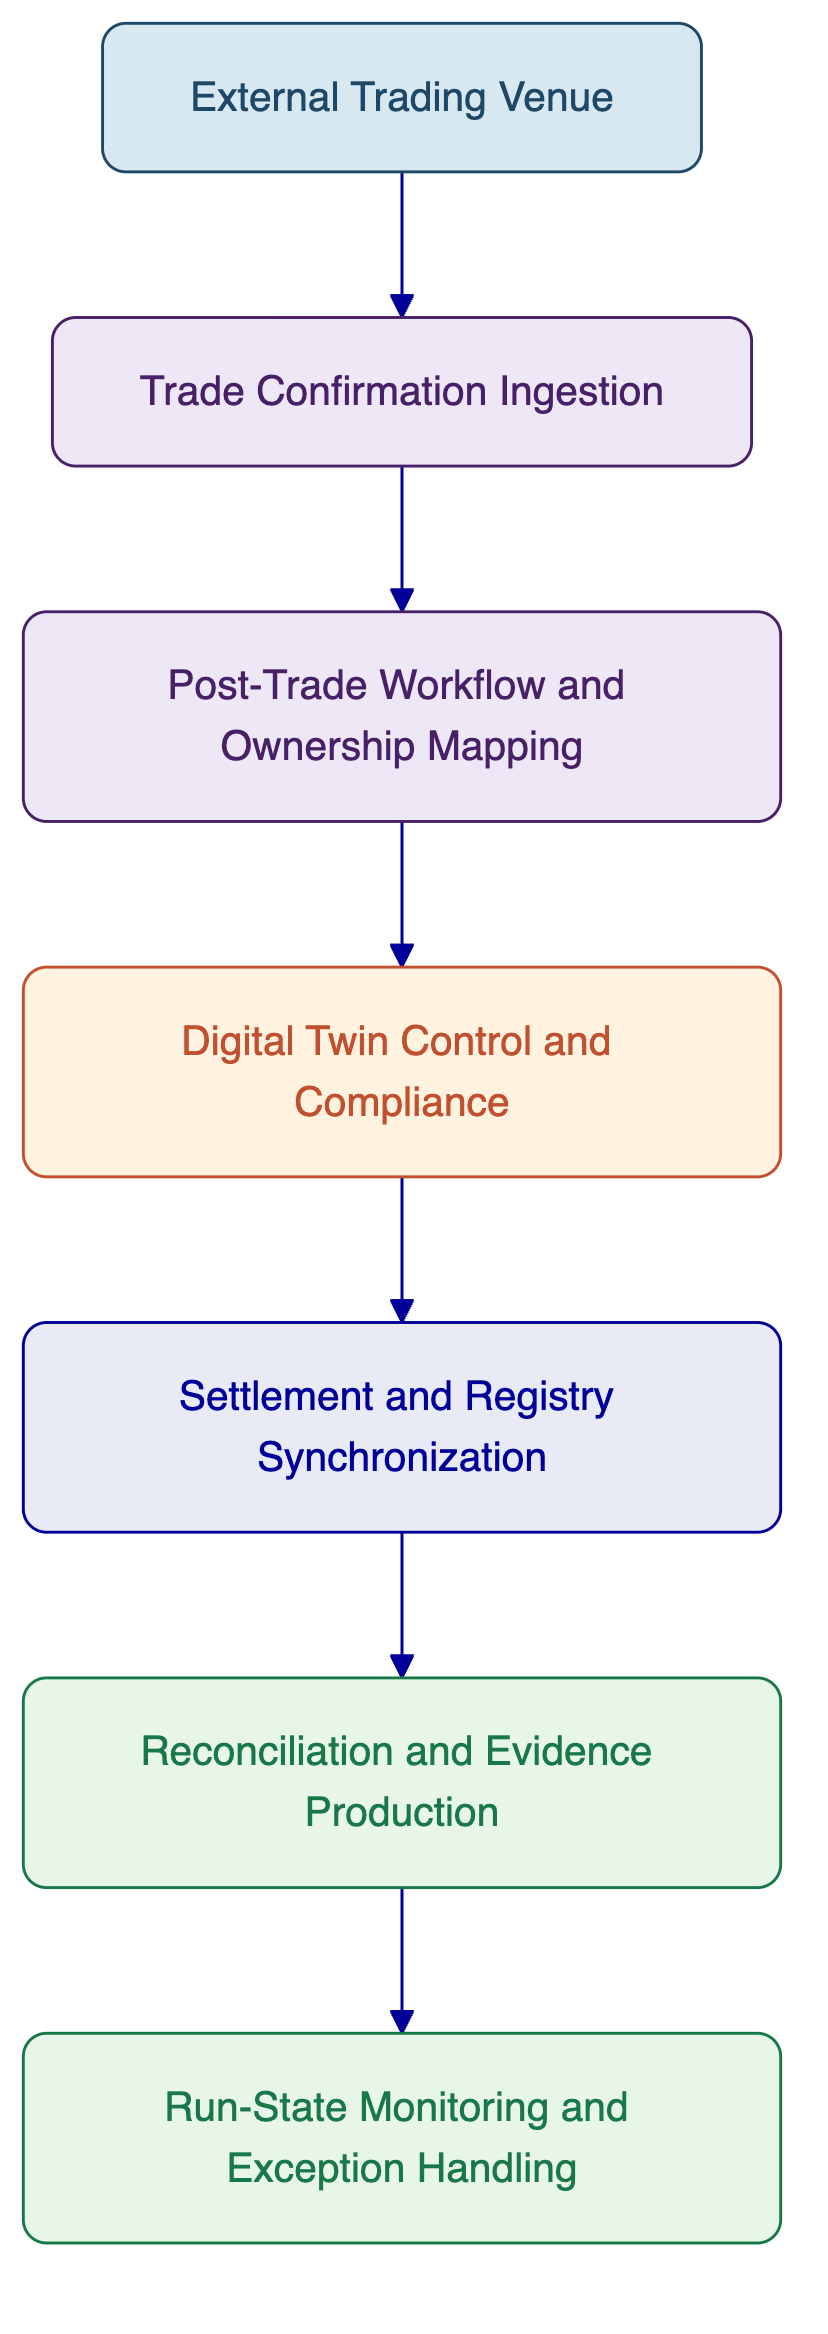 External Trading Venue
Trade Confirmation Ingestion
Post-Trade Workflow and
Ownership Mapping
Digital Twin Control and
Compliance
Settlement and Registry
Synchronization
Reconciliation and Evidence
Production
Run-State Monitoring and
Exception Handling